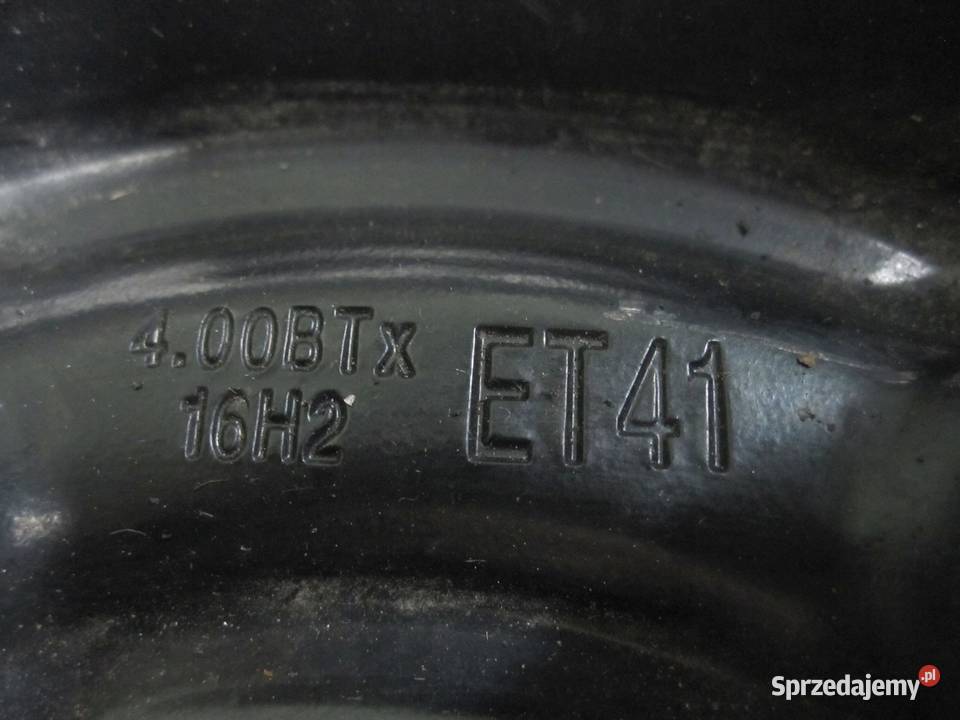 4.00BTx
16H2
ET41
Sprzedajemy.pl